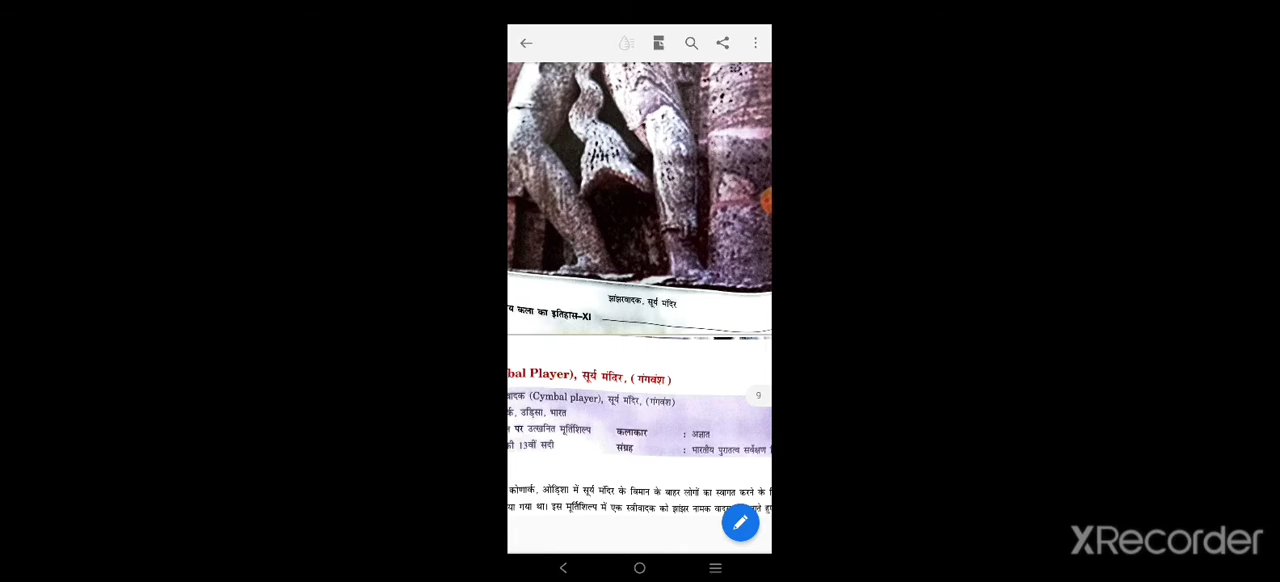 झांझरवादक, सूर्य मंदिर
य कला का इतिहास–XI
bal Player), सूर्य मंदिर, (गंगवंश)
वादक (Cymbal player), सूर्य मंदिर, (गंगवंश)
9
र्क, उड़िसा, भारत
पर उत्खनित मूर्तिशिल्प कलाकार : अज्ञात
की 13वीं सदी संग्रह : भारतीय पुरातत्व सर्वेक्षण
कोणार्क, ओड़िशा में सूर्य मंदिर के विमान के बाहर लोगों का स्वागत करने के
या गया था। इस मूर्तिशिल्प में एक स्त्रीवादक को झांझर नामक
XRecorder